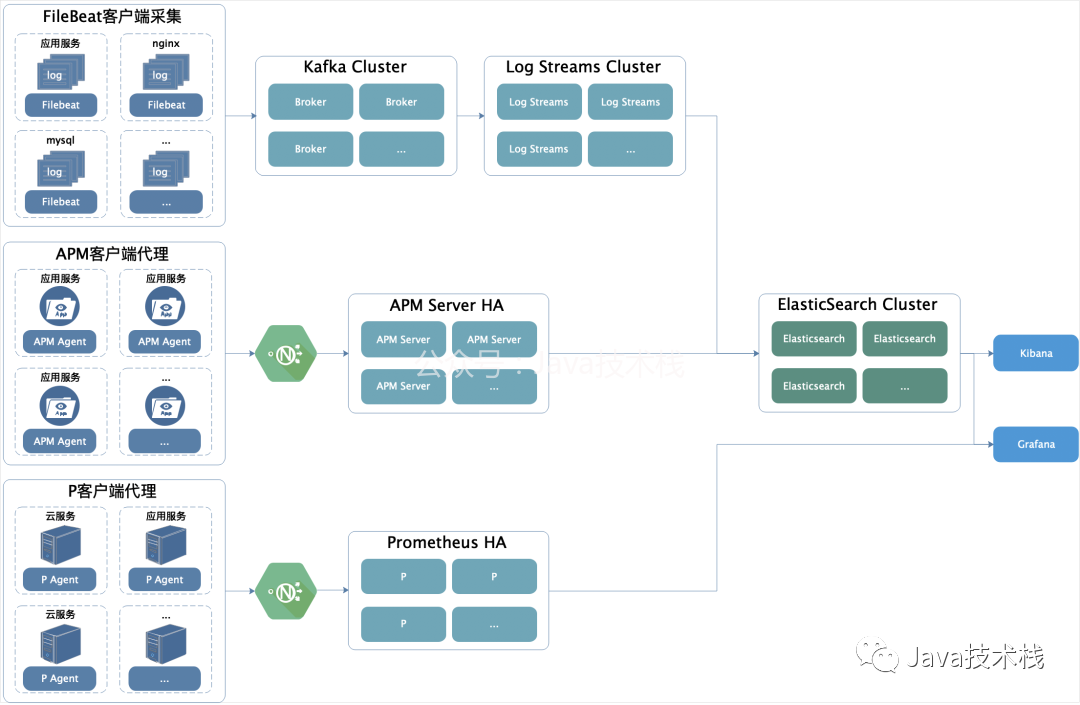 FileBeat客户端采集
应用服务
log
Filebeat
nginx
log
Filebeat
mysql
log
Filebeat
...
log
...
Kafka Cluster
Broker
Broker
Broker
...
Log Streams Cluster
Log Streams
Log Streams
Log Streams
...
APM客户端代理
应用服务
App
APM Agent
应用服务
App
APM Agent
应用服务
App
APM Agent
...
App
...
N
APM Server HA
APM Server
APM Server
APM Server
...
公众号：Java技术栈
ElasticSearch Cluster
Elasticsearch
Elasticsearch
Elasticsearch
...
Kibana
Grafana
P客户端代理
云服务
P Agent
应用服务
P Agent
云服务
P Agent
...
...
N
Prometheus HA
P
P
P
...
Java技术栈